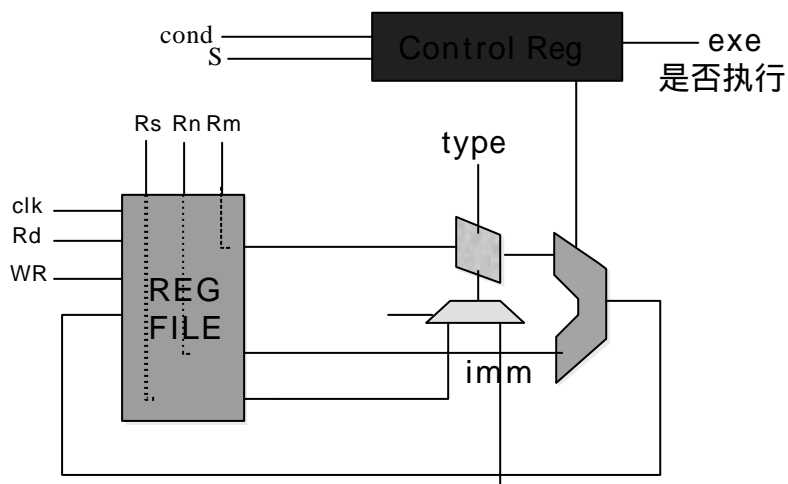 cond
S
Control Reg
exe
是否执行
Rs Rn Rm
type
clk
Rd
WR
REG
FILE
imm